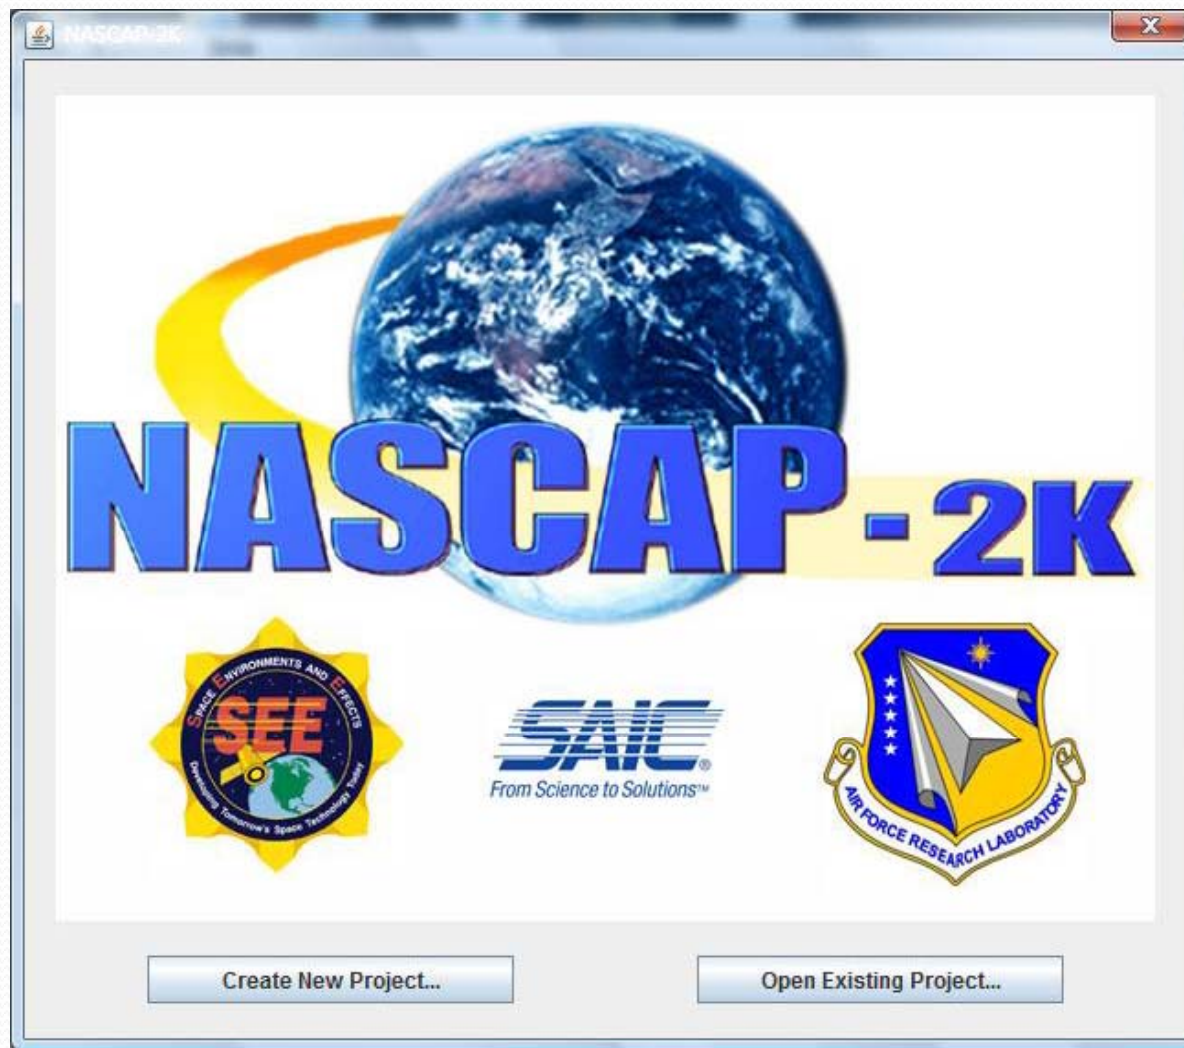 NASCAP-2K
NASCAP-2K
SPACE ENVIRONMENTS AND EFFECTS
SEE
Developing Tomorrow's Space Technology Today
SAIC®
From Science to Solutions™
AIR FORCE RESEARCH LABORATORY
Create New Project...
Open Existing Project...